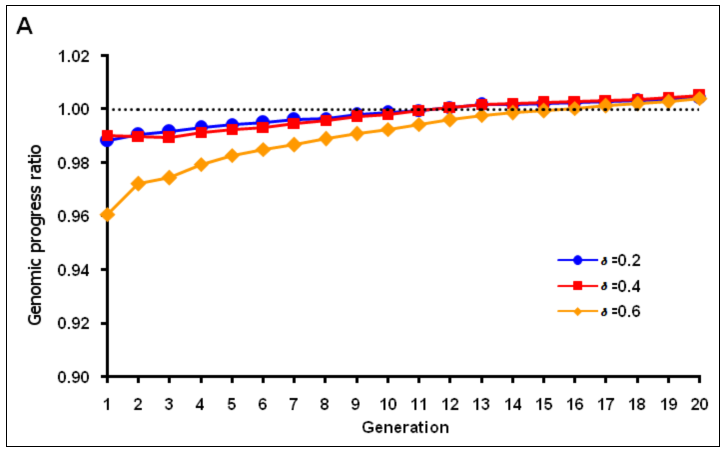 A
1.02
1.00
0.98
0.96
0.94
0.92
0.90
Genomic progress ratio
𝛿 =0.2
𝛿 =0.4
𝛿 =0.6
1 2 3 4 5 6 7 8 9 10 11 12 13 14 15 16 17 18 19 20
Generation